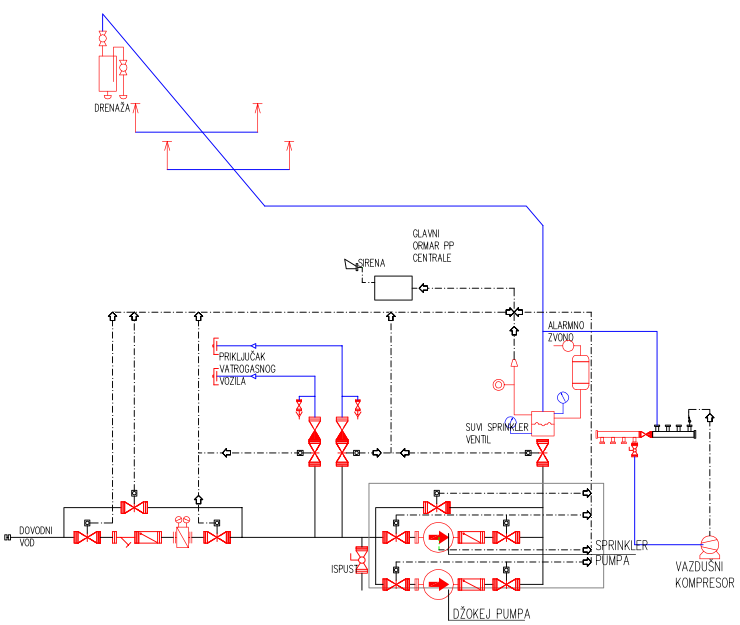 DRENAŽA
GLAVNI
ORMAR PP
CENTRALE
SIRENA
ALARMNO
ZVONO
PRIKLJUČAK
VATROGASNOG
VOZILA
SUVI SPRINKLER
VENTIL
DOVODNI
VOD
ISPUST
SPRINKLER
PUMPA
VAZDUŠNI
KOMPRESOR
DŽOKEJ PUMPA